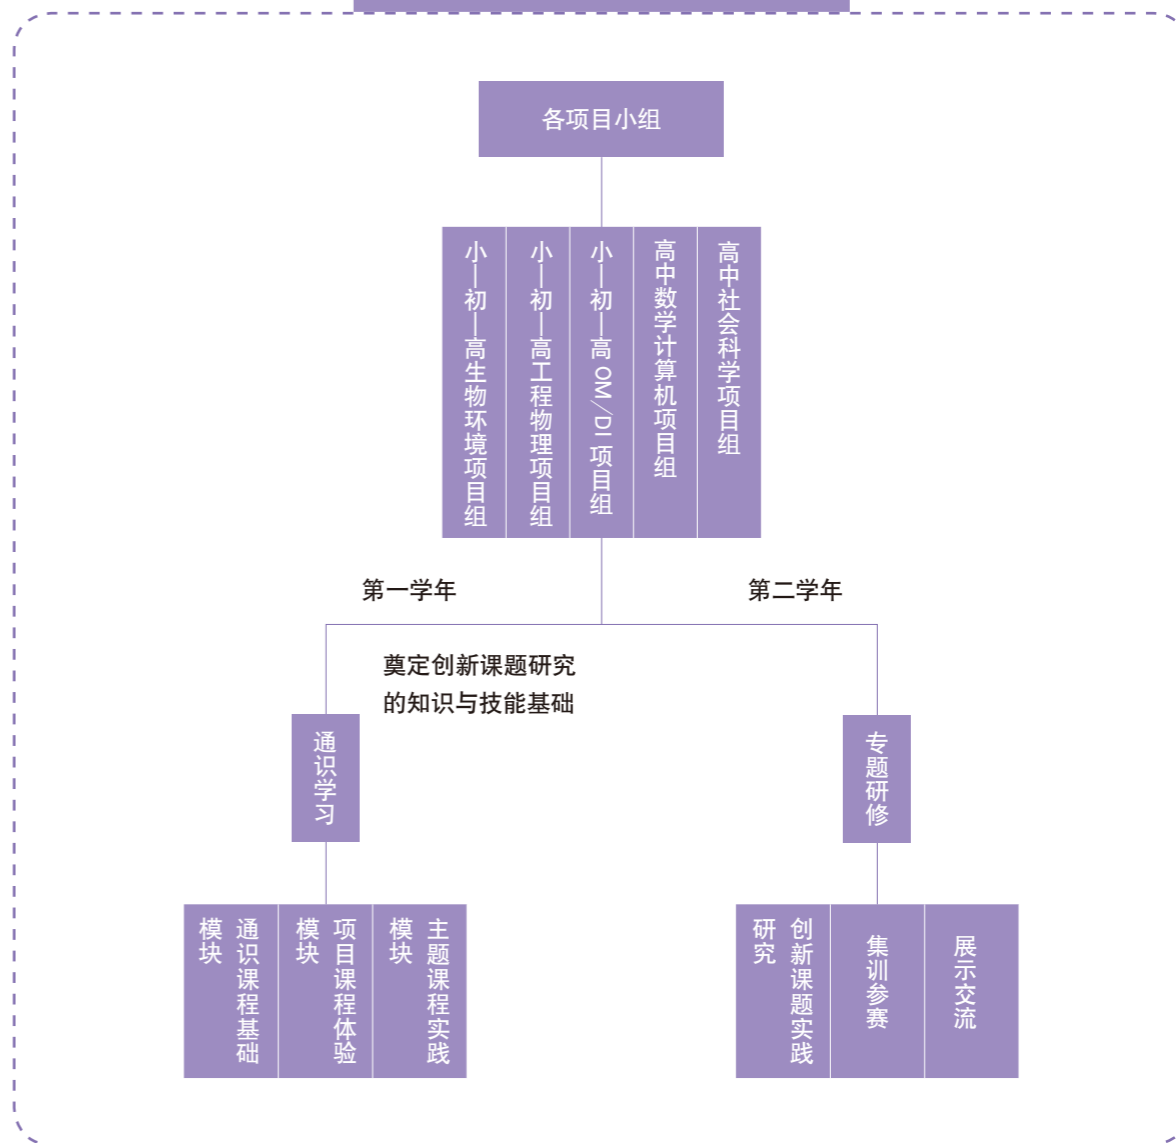 各项目小组
小—初—高生物环境项目组
小—初—高工程物理项目组
小—初—高 OM/DI 项目组
高中数学计算机项目组
高中社会科学项目组
第一学年
第二学年
奠定创新课题研究
的知识与技能基础
通识学习
专题研修
通识课程基础
模块
项目课程体验
模块
主题课程实践
模块
创新课题实践
研究
集训参赛
展示交流